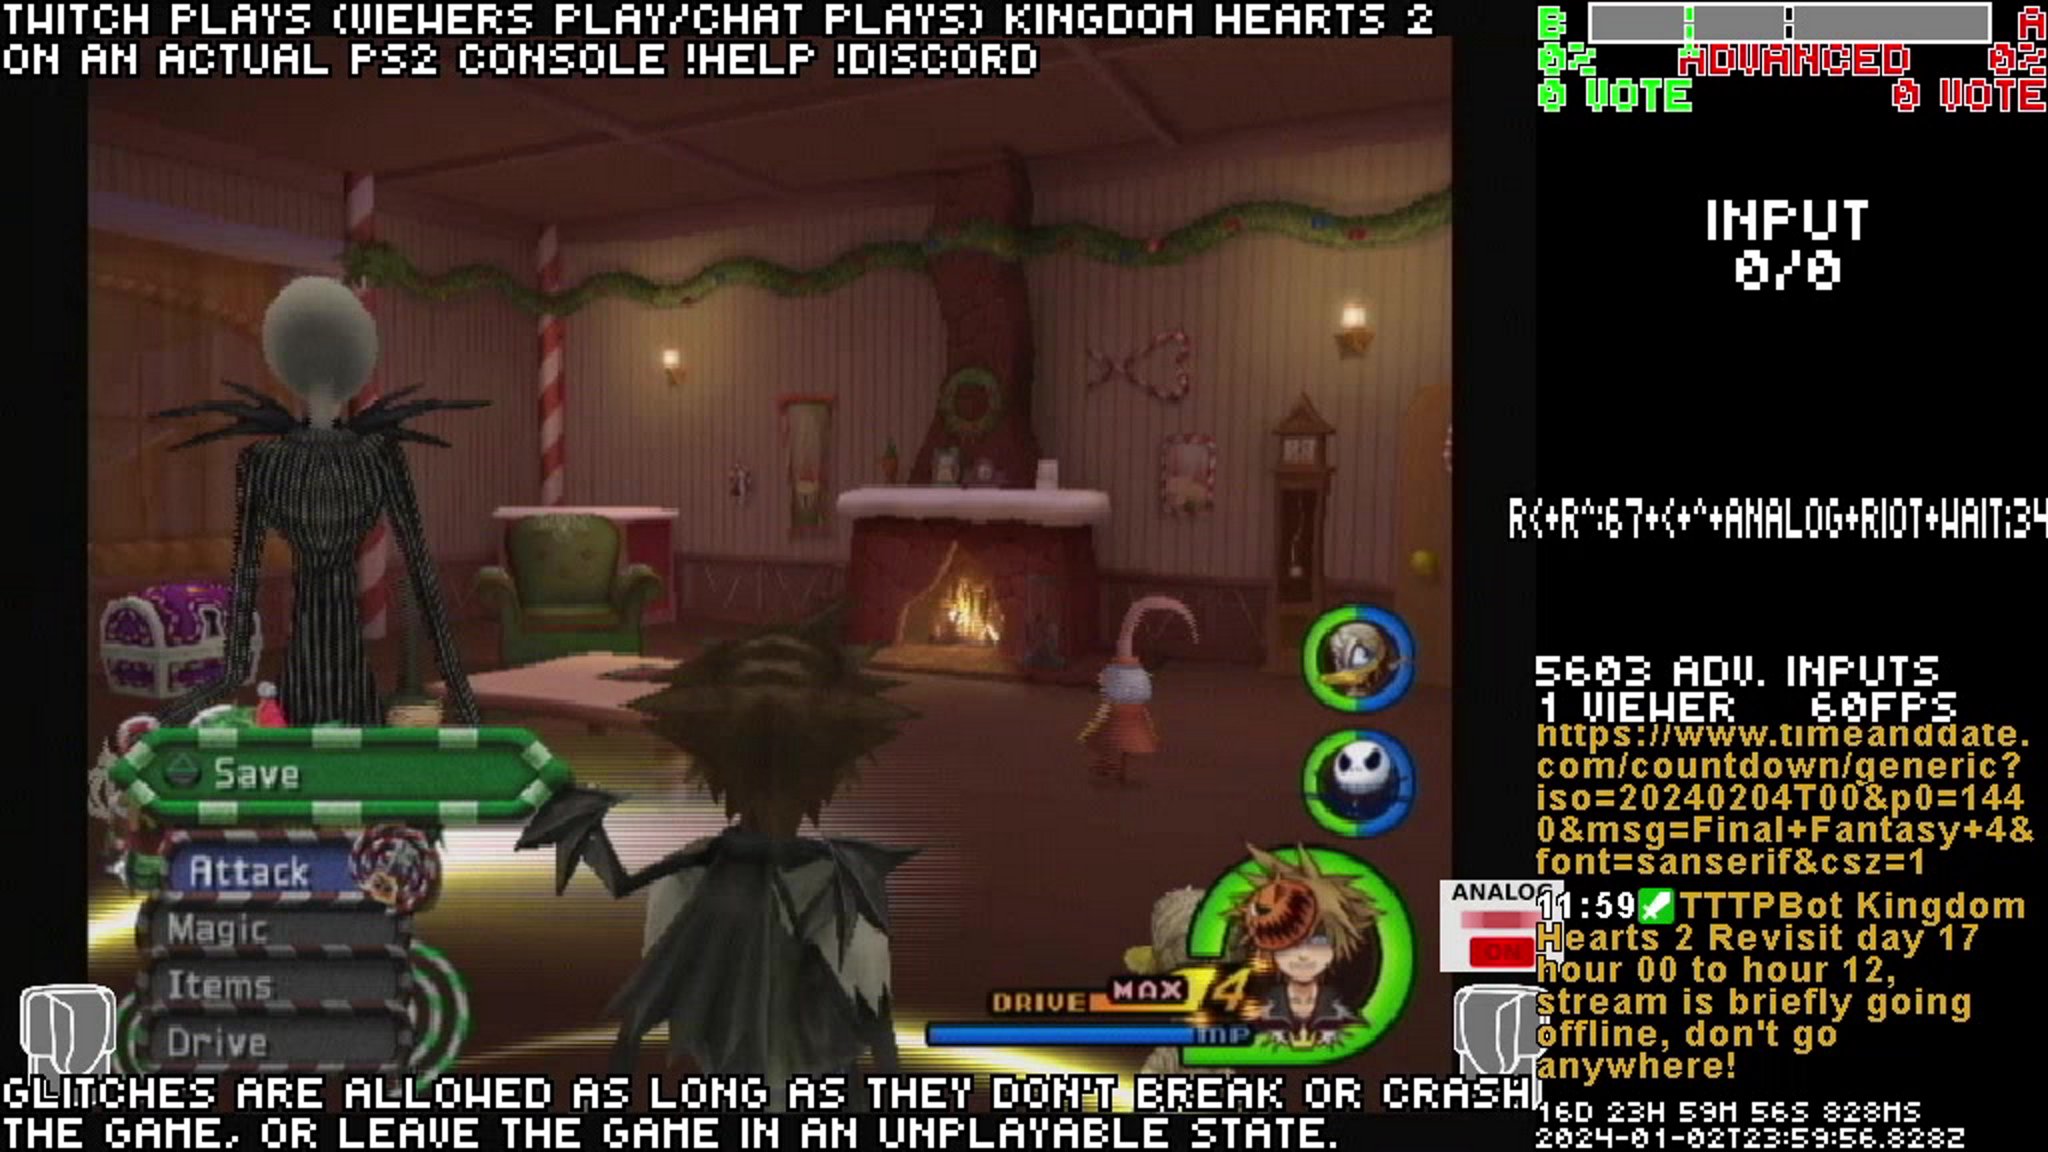 TWITCH PLAYS (VIEWERS PLAY/CHAT PLAYS) KINGDOM HEARTS 2
ON AN ACTUAL PS2 CONSOLE !HELP !DISCORD
B A
0% ADVANCED 0%
0 VOTE 0 VOTE
INPUT
0/0
R<+R^:67+<+^+ANALOG+RIOT+WAIT:34
5603 ADV. INPUTS
1 VIEWER 60FPS
https://www.timeanddate.
com/countdown/generic?
iso=20240204T00&p0=144
0&msg=Final+Fantasy+4&
font=sanserif&csz=1
11:59 TTTPBot Kingdom
Hearts 2 Revisit day 17
hour 00 to hour 12,
stream is briefly going
offline, don't go
anywhere!
16D 23H 59M 56S 828MS
2024-01-02T23:59:56.828Z
Save
Attack
Magic
Items
Drive
DRIVE MAX 4
MP
ANALOG
ON
GLITCHES ARE ALLOWED AS LONG AS THEY DON'T BREAK OR CRASH
THE GAME, OR LEAVE THE GAME IN AN UNPLAYABLE STATE.